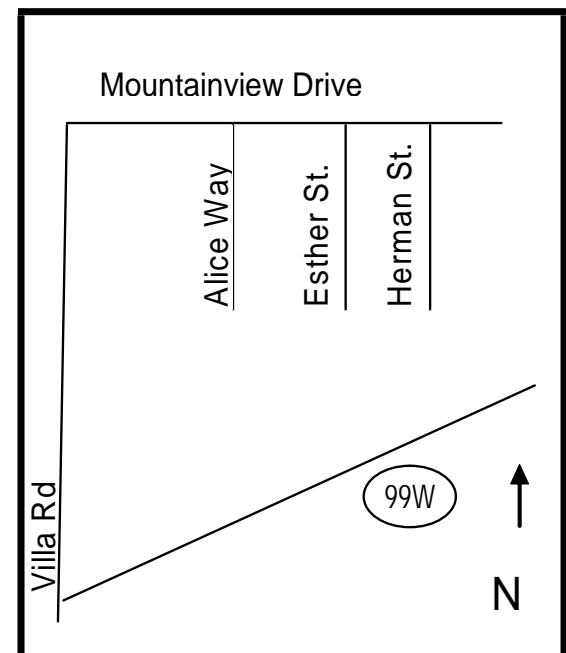 Mountainview Drive
Alice Way
Esther St.
Herman St.
Villa Rd
99W
N